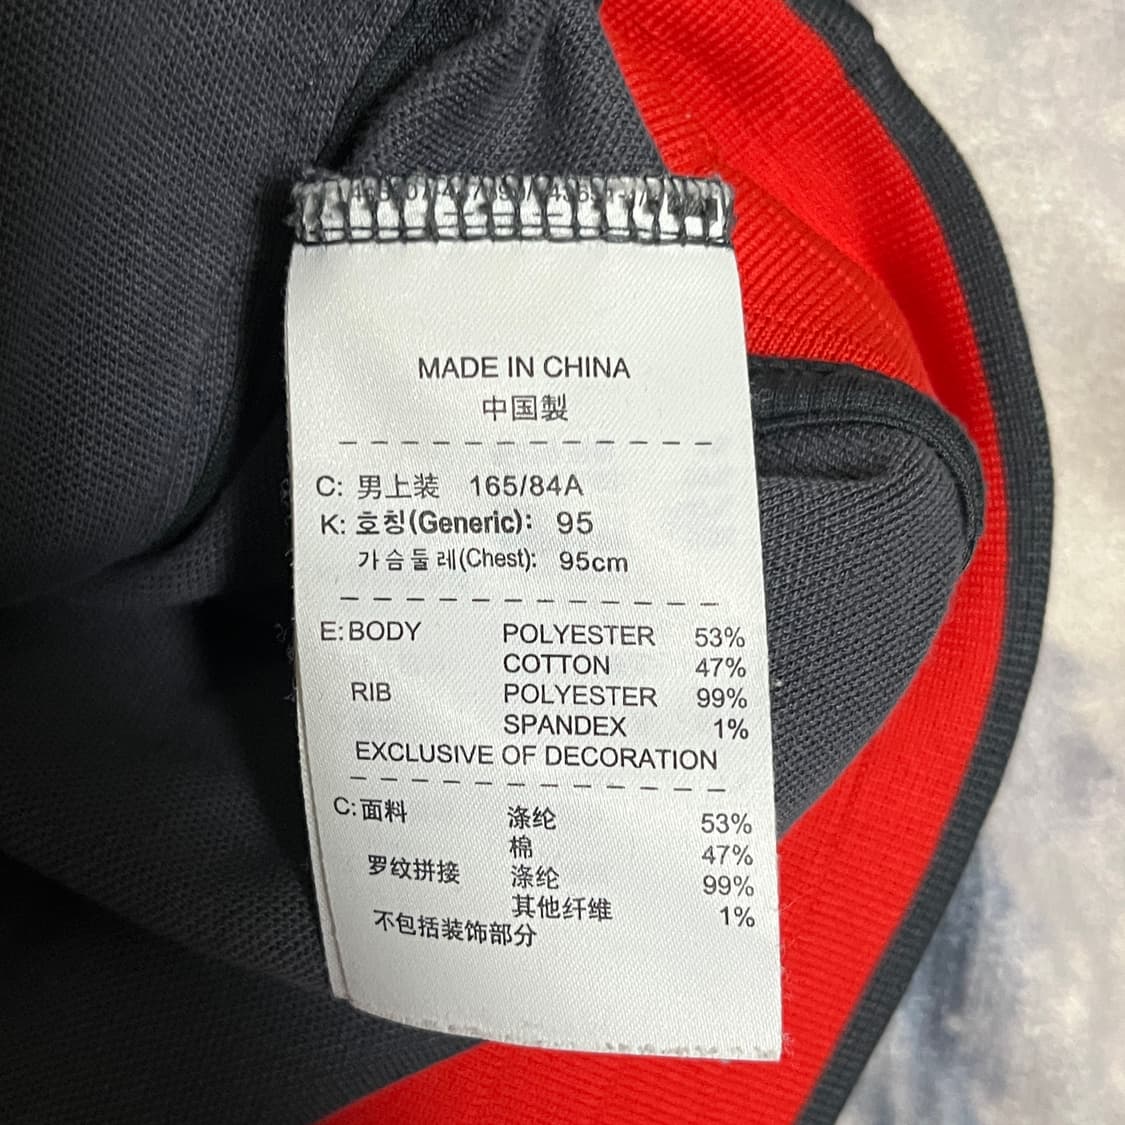 MADE IN CHINA
中国製
C: 男上装 165/84A
K: 호칭(Generic): 95
가슴둘레(Chest): 95cm
E: BODY POLYESTER 53%
COTTON 47%
RIB POLYESTER 99%
SPANDEX 1%
EXCLUSIVE OF DECORATION
C: 面料 涤纶 53%
棉 47%
罗纹拼接 涤纶 99%
其他纤维 1%
不包括装饰部分